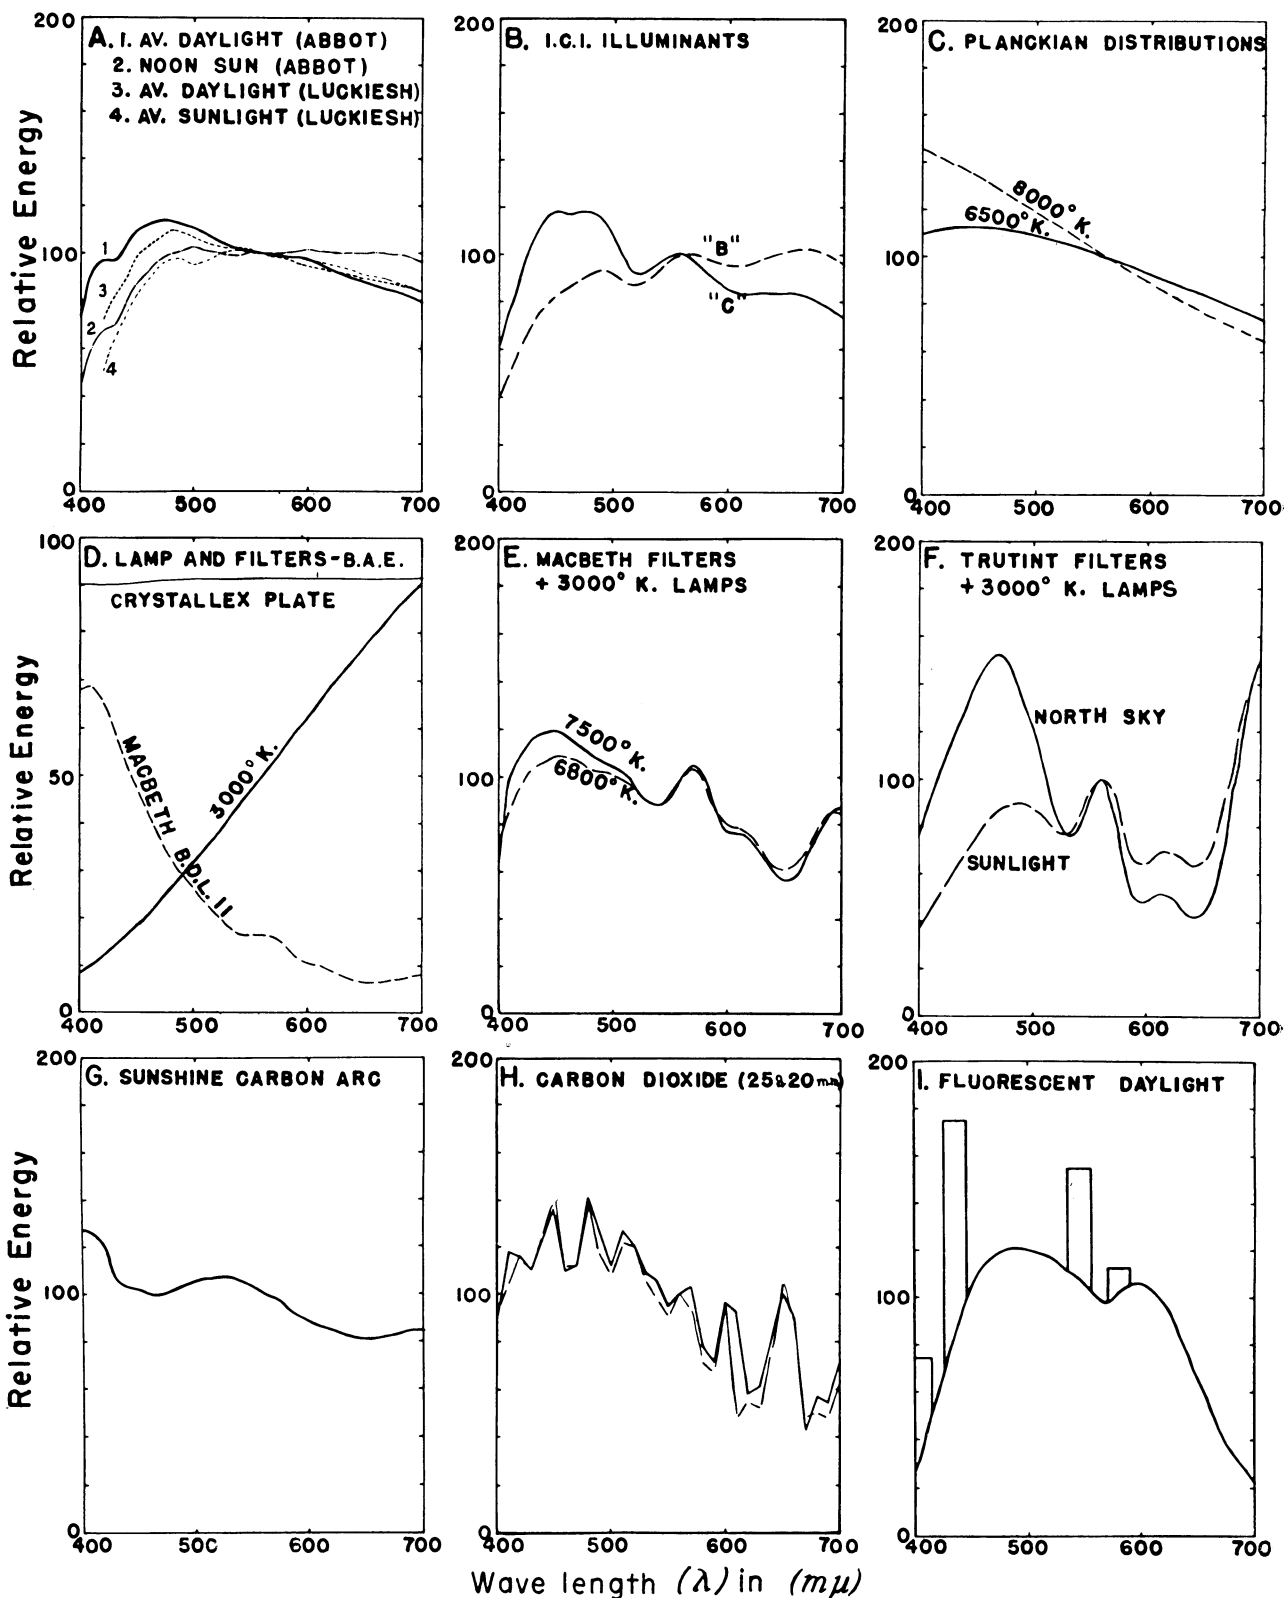 A. 1. AV. DAYLIGHT (ABBOT)
2. NOON SUN (ABBOT)
3. AV. DAYLIGHT (LUCKIESH)
4. AV. SUNLIGHT (LUCKIESH)
Relative Energy
200
100
0
1
3
2
4
400 500 600 700
B. I.C.I. ILLUMINANTS
200
100
0
"B"
"C"
400 500 600 700
C. PLANCKIAN DISTRIBUTIONS
200
100
0
8000° K.
6500° K.
400 500 600 700
D. LAMP AND FILTERS-B.A.E.
CRYSTALLEX PLATE
Relative Energy
100
50
0
MACBETH B.D.L. II
3000° K.
400 500 600 700
E. MACBETH FILTERS
+ 3000° K. LAMPS
200
100
0
7500° K.
6800° K.
400 500 600 700
F. TRUTINT FILTERS
+ 3000° K. LAMPS
200
100
0
NORTH SKY
SUNLIGHT
400 500 600 700
G. SUNSHINE CARBON ARC
Relative Energy
200
100
0
400 500 600 700
H. CARBON DIOXIDE (25&20 mm)
200
100
0
400 500 600 700
I. FLUORESCENT DAYLIGHT
200
100
0
400 500 600 700
Wave length (λ) in (mμ)